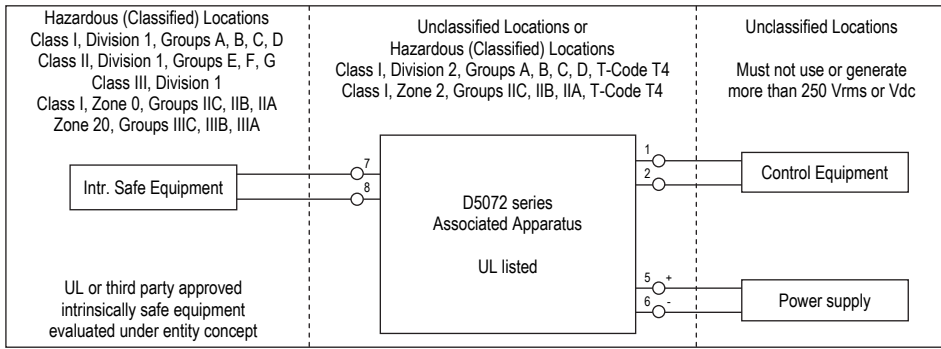 Hazardous (Classified) Locations
Class I, Division 1, Groups A, B, C, D
Class II, Division 1, Groups E, F, G
Class III, Division 1
Class I, Zone 0, Groups IIC, IIB, IIA
Zone 20, Groups IIIC, IIIB, IIIA
Intr. Safe Equipment
UL or third party approved
intrinsically safe equipment
evaluated under entity concept
Unclassified Locations or
Hazardous (Classified) Locations
Class I, Division 2, Groups A, B, C, D, T-Code T4
Class I, Zone 2, Groups IIC, IIB, IIA, T-Code T4
7
8
D5072 series
Associated Apparatus
UL listed
1
2
5 +
6 -
Unclassified Locations
Must not use or generate
more than 250 Vrms or Vdc
Control Equipment
Power supply